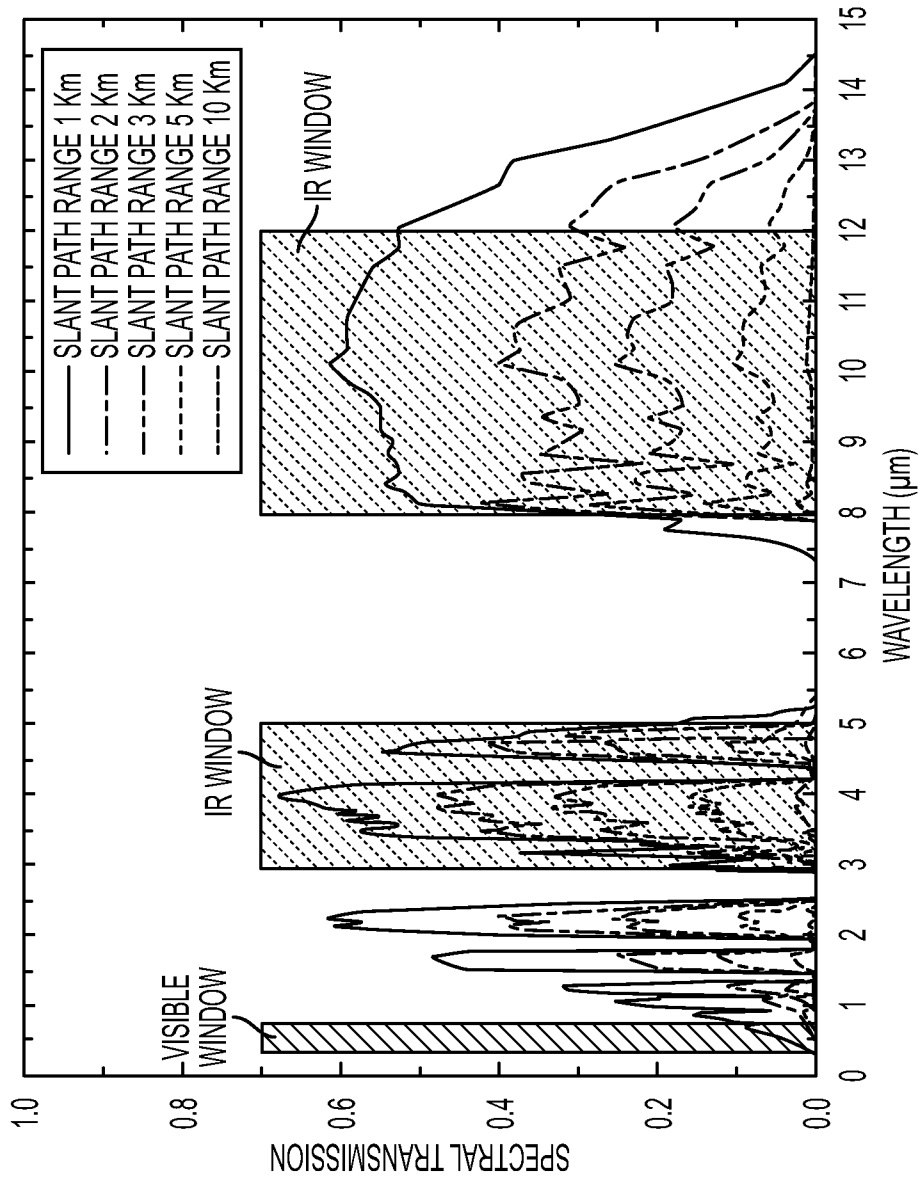 SPECTRAL TRANSMISSION
1.0
0.8
0.6
0.4
0.2
0.0
VISIBLE
WINDOW
IR WINDOW
IR WINDOW
SLANT PATH RANGE 1 Km
SLANT PATH RANGE 2 Km
SLANT PATH RANGE 3 Km
SLANT PATH RANGE 5 Km
SLANT PATH RANGE 10 Km
0 1 2 3 4 5 6 7 8 9 10 11 12 13 14 15
WAVELENGTH (µm)